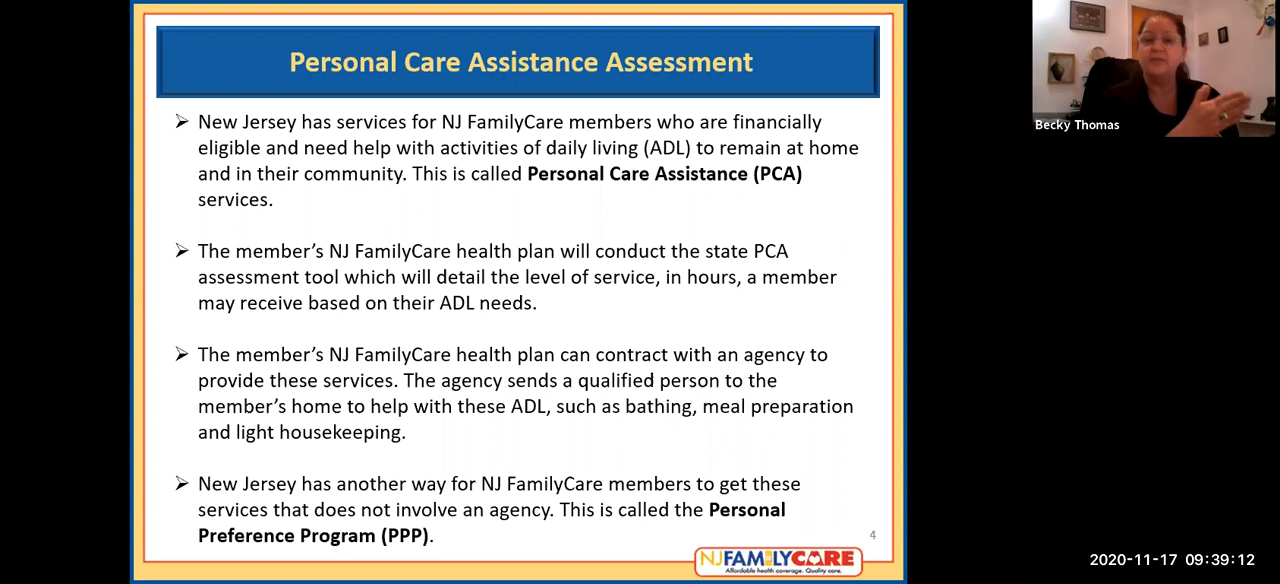 Personal Care Assistance Assessment
➢ New Jersey has services for NJ FamilyCare members who are financially
eligible and need help with activities of daily living (ADL) to remain at home
and in their community. This is called Personal Care Assistance (PCA)
services.
➢ The member’s NJ FamilyCare health plan will conduct the state PCA
assessment tool which will detail the level of service, in hours, a member
may receive based on their ADL needs.
➢ The member’s NJ FamilyCare health plan can contract with an agency to
provide these services. The agency sends a qualified person to the
member’s home to help with these ADL, such as bathing, meal preparation
and light housekeeping.
➢ New Jersey has another way for NJ FamilyCare members to get these
services that does not involve an agency. This is called the Personal
Preference Program (PPP).
4
NJFAMILYCARE
Affordable health coverage. Quality care.
Becky Thomas
2020-11-17 09:39:12